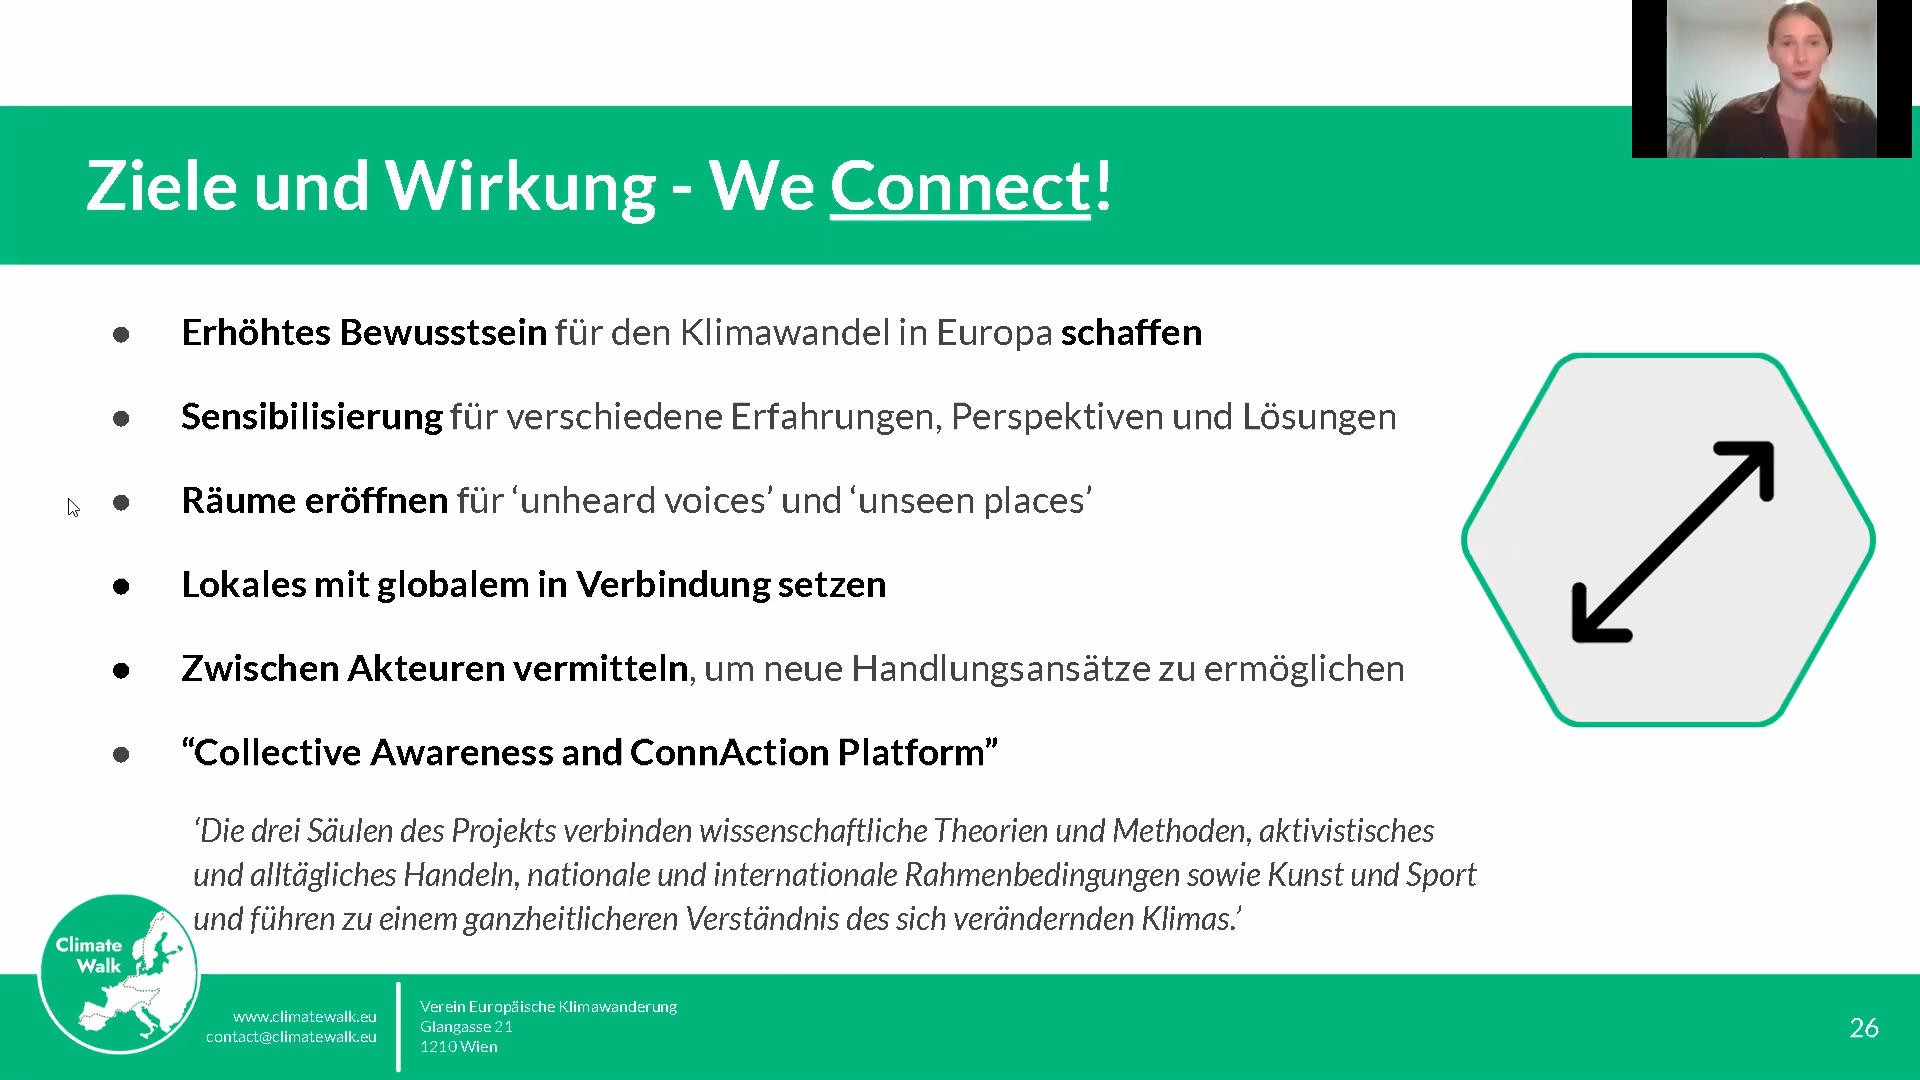 Ziele und Wirkung - We Connect!
● Erhöhtes Bewusstsein für den Klimawandel in Europa schaffen
● Sensibilisierung für verschiedene Erfahrungen, Perspektiven und Lösungen
● Räume eröffnen für ‘unheard voices’ und ‘unseen places’
● Lokales mit globalem in Verbindung setzen
● Zwischen Akteuren vermitteln, um neue Handlungsansätze zu ermöglichen
● “Collective Awareness and ConnAction Platform”
‘Die drei Säulen des Projekts verbinden wissenschaftliche Theorien und Methoden, aktivistisches
und alltägliches Handeln, nationale und internationale Rahmenbedingungen sowie Kunst und Sport
und führen zu einem ganzheitlicheren Verständnis des sich verändernden Klimas.’
Climate
Walk
www.climatewalk.eu
contact@climatewalk.eu
Verein Europäische Klimawanderung
Glangasse 21
1210 Wien
26